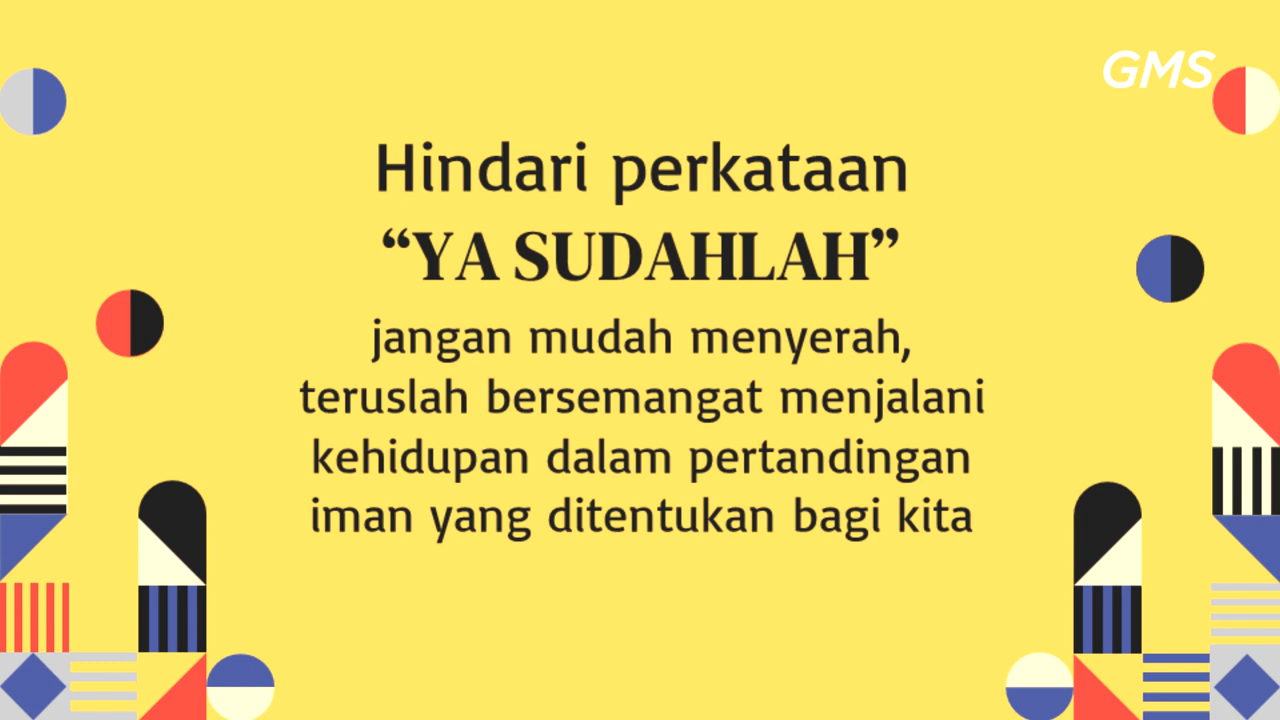 GMS
Hindari perkataan
“YA SUDAHLAH”
jangan mudah menyerah,
teruslah bersemangat menjalani
kehidupan dalam pertandingan
iman yang ditentukan bagi kita